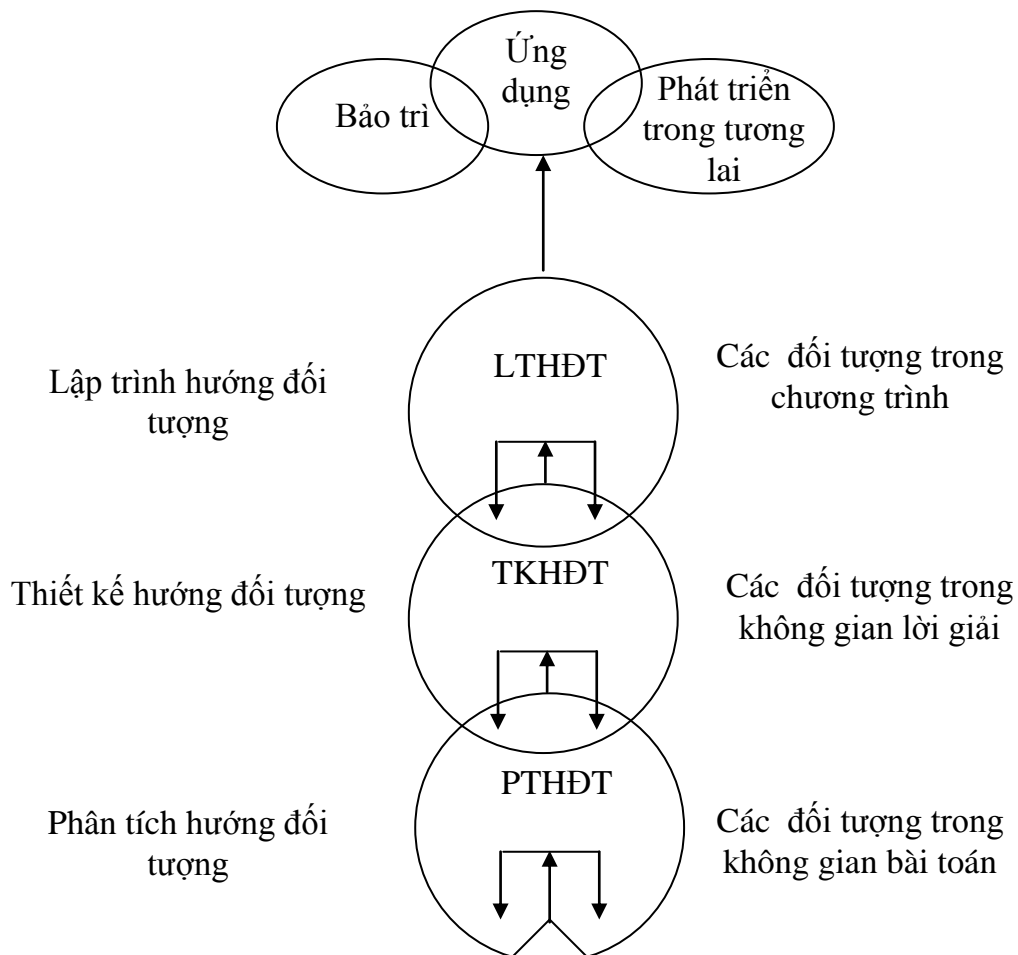 Ứng
dụng
Bảo trì
Phát triển
trong tương
lai
LTHĐT
Lập trình hướng đối
tượng
Các đối tượng trong
chương trình
TKHĐT
Thiết kế hướng đối tượng
Các đối tượng trong
không gian lời giải
PTHĐT
Phân tích hướng đối
tượng
Các đối tượng trong
không gian bài toán